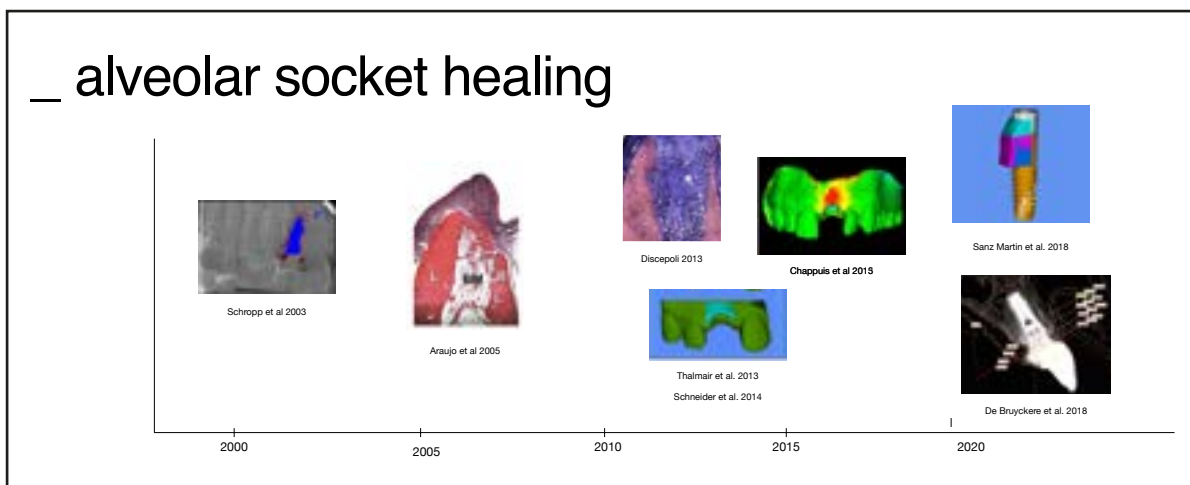 _ alveolar socket healing
Schropp et al 2003
Araujo et al 2005
Discepoli 2013
Chappuis et al 2013
Thalmair et al. 2013
Schneider et al. 2014
Sanz Martin et al. 2018
De Bruyckere et al. 2018
2000
2005
2010
2015
2020